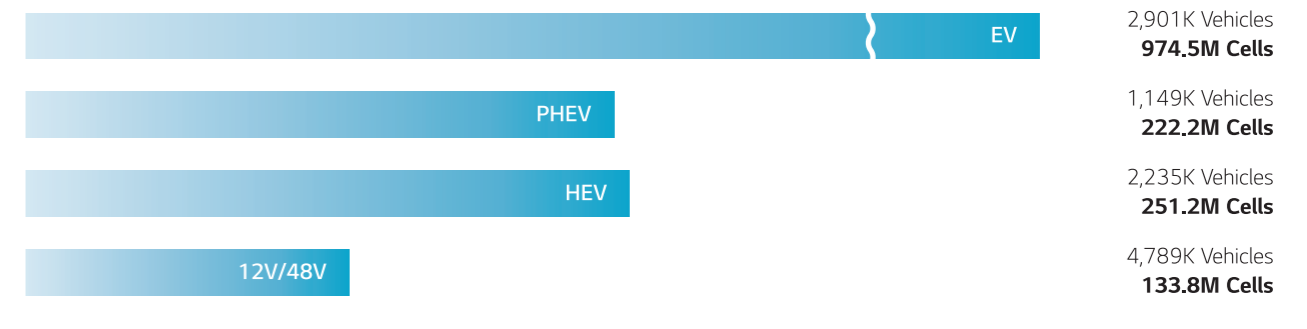 EV
2,901K Vehicles
974.5M Cells
PHEV
1,149K Vehicles
222.2M Cells
HEV
2,235K Vehicles
251.2M Cells
12V/48V
4,789K Vehicles
133.8M Cells